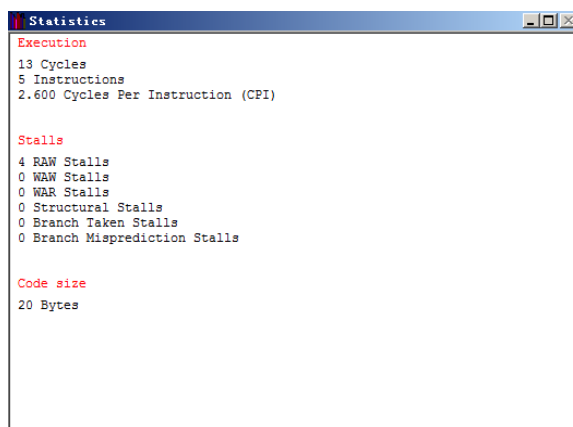 Statistics
Execution
13 Cycles
5 Instructions
2.600 Cycles Per Instruction (CPI)
Stalls
4 RAW Stalls
0 WAW Stalls
0 WAR Stalls
0 Structural Stalls
0 Branch Taken Stalls
0 Branch Misprediction Stalls
Code size
20 Bytes